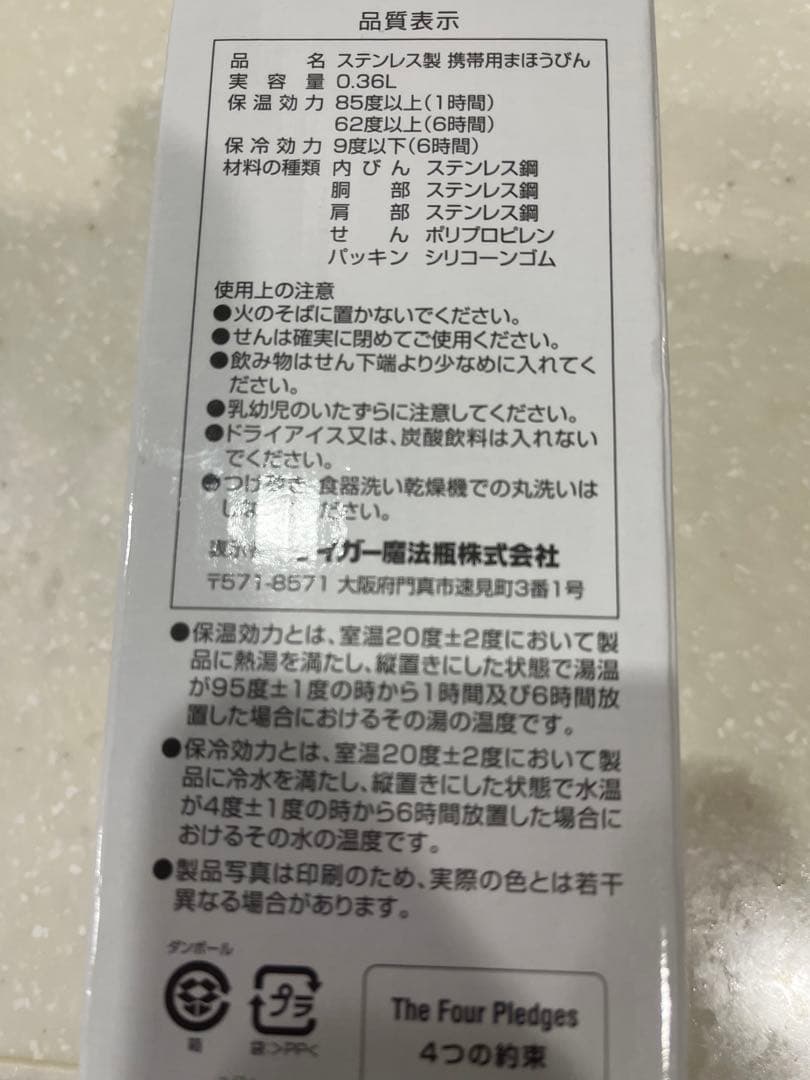 品質表示
品名 ステンレス製 携帯用まほうびん
実容量 0.36L
保温効力 85度以上(1時間)
62度以上(6時間)
保冷効力 9度以下(6時間)
材料の種類 内びん ステンレス鋼
胴部 ステンレス鋼
肩部 ステンレス鋼
せん ポリプロピレン
パッキン シリコーンゴム
使用上の注意
●火のそばに置かないでください。
●せんは確実に閉めてご使用ください。
●飲み物はせん下端より少なめに入れてく
ださい。
●乳幼児のいたずらに注意してください。
●ドライアイス又は、炭酸飲料は入れない
でください。
●つけおき、食器洗い乾燥機での丸洗いは
し ださい。
タイガー魔法瓶株式会社
〒571-8571 大阪府門真市速見町3番1号
●保温効力とは、室温20度±2度において製
品に熱湯を満たし、縦置きにした状態で湯温
が95度±1度の時から1時間及び6時間放
置した場合におけるその湯の温度です。
●保冷効力とは、室温20度±2度において製
品に冷水を満たし、縦置きにした状態で水温
が4度±1度の時から6時間放置した場合に
おけるその水の温度です。
●製品写真は印刷のため、実際の色とは若干
異なる場合があります。
ダンボール
プラ
箱
袋:>PP<
The Four Pledges
4つの約束